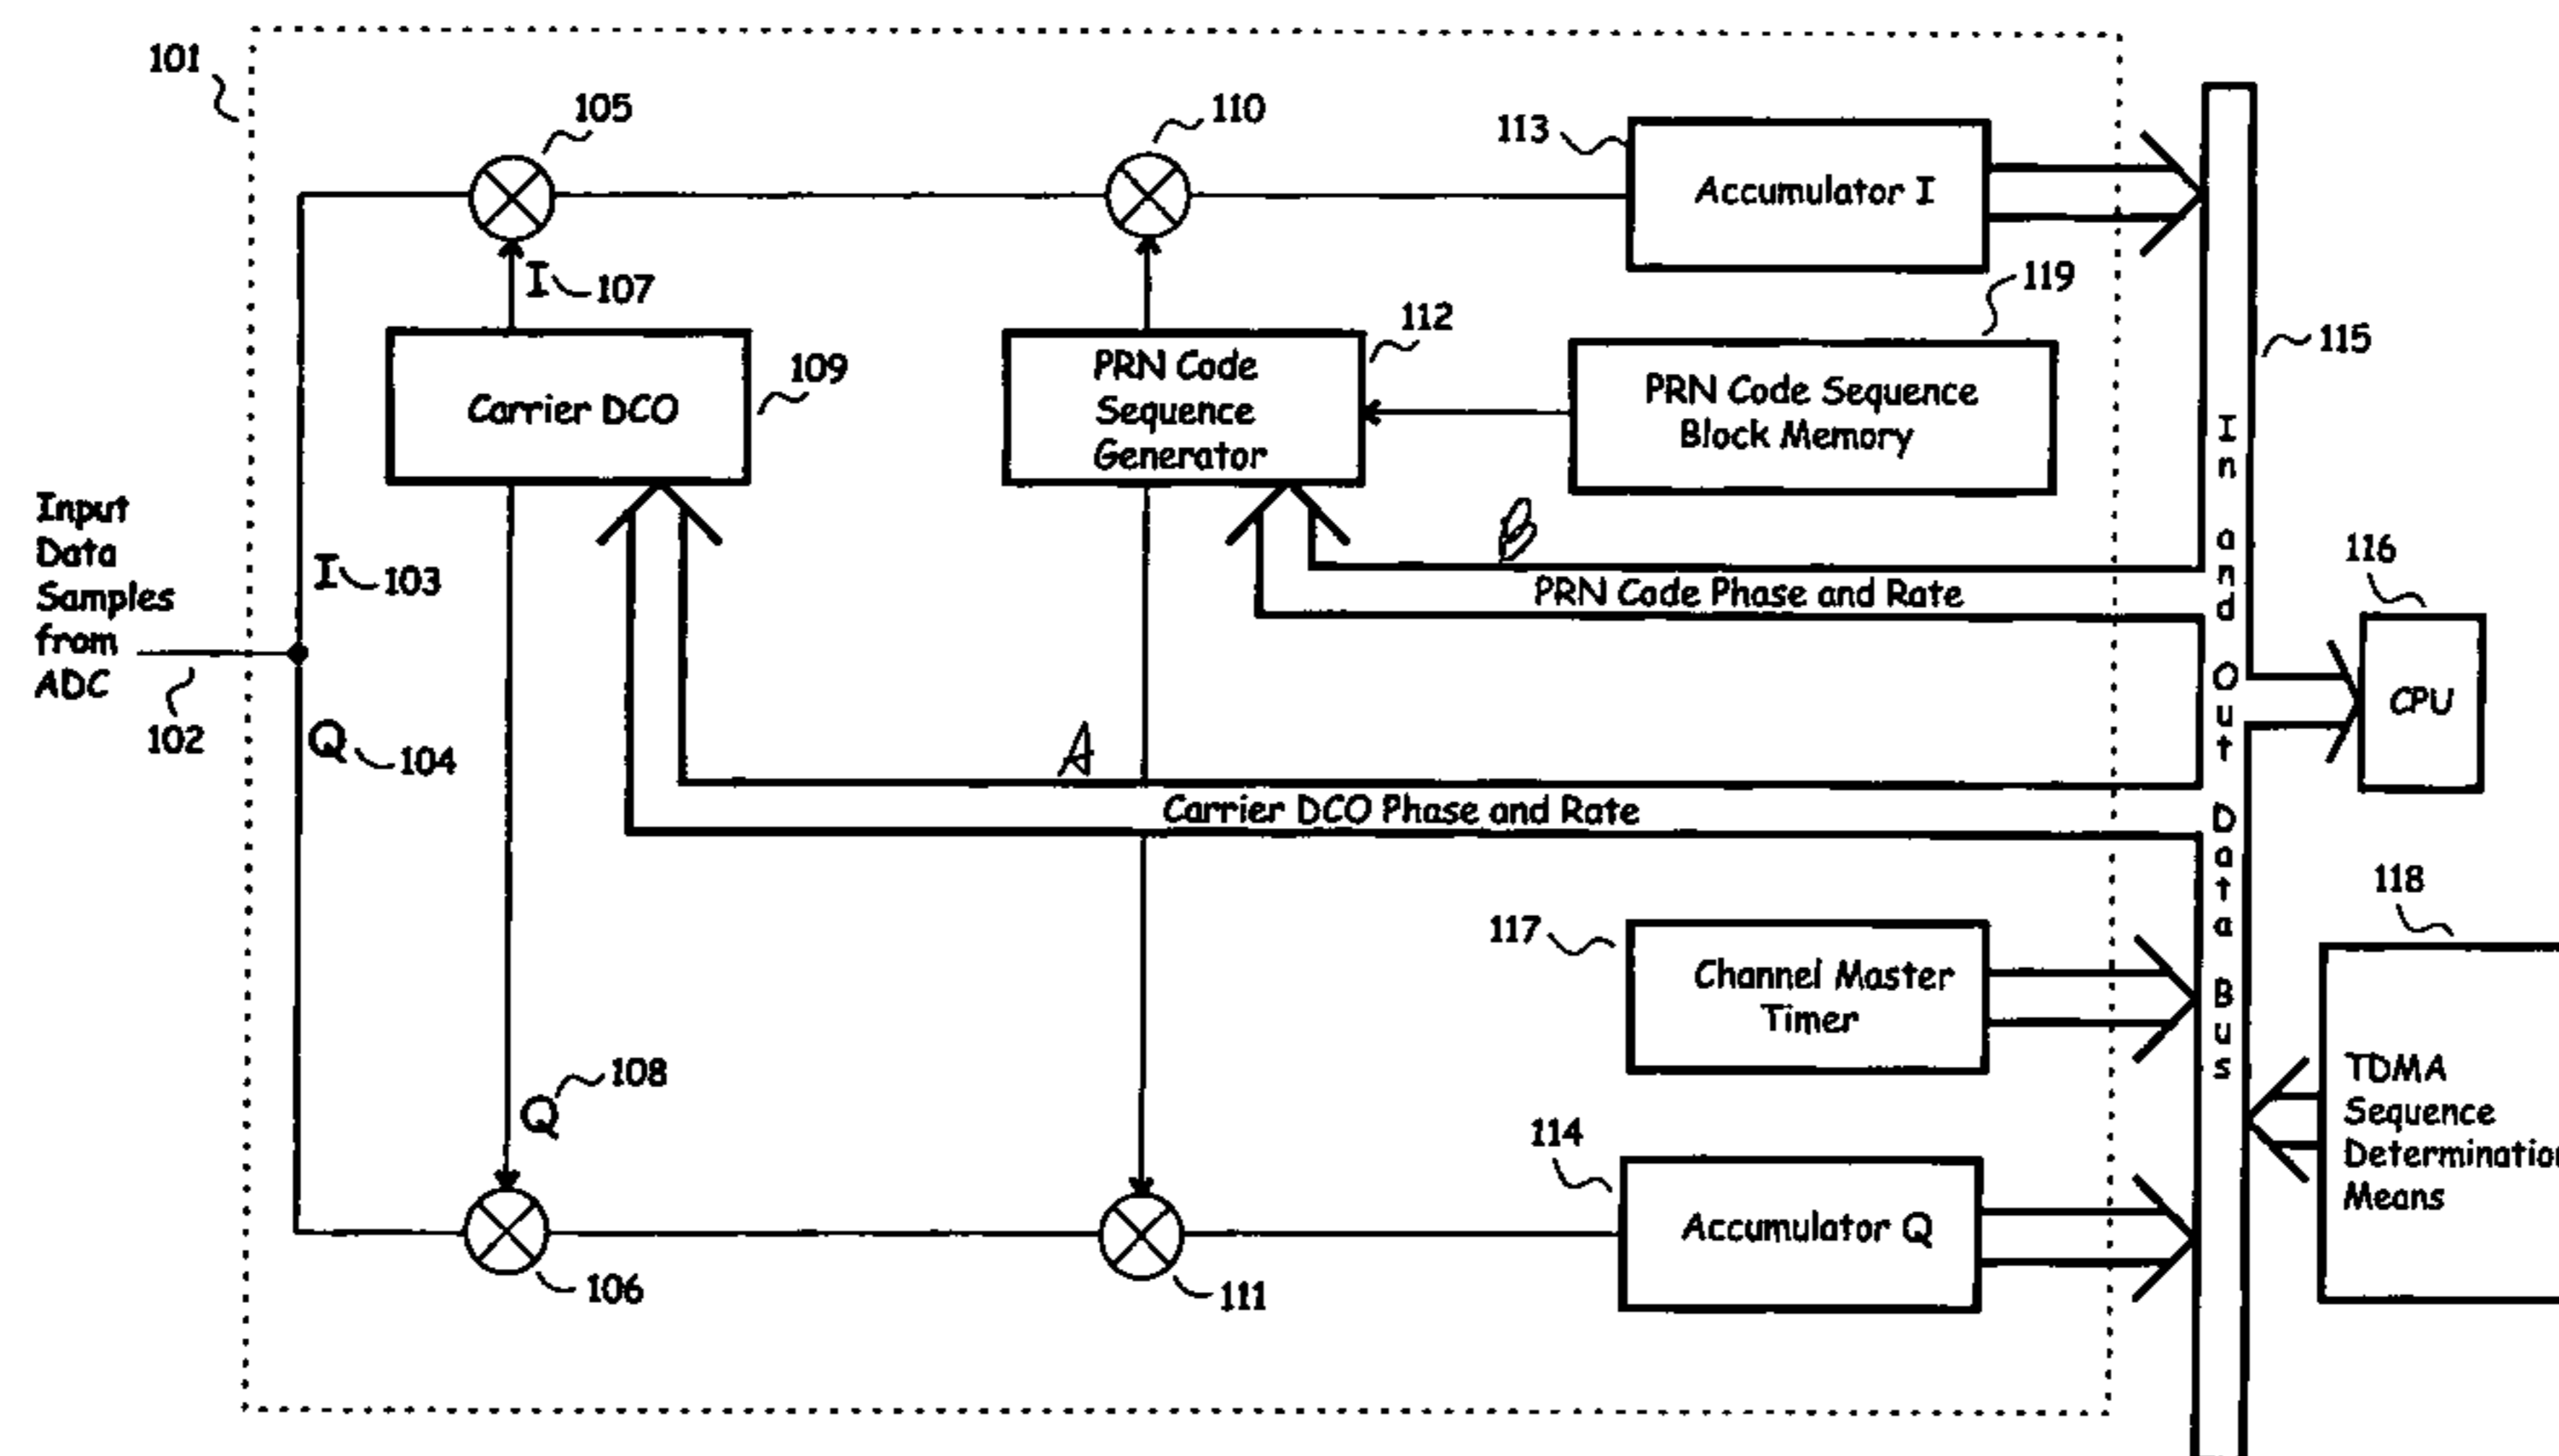 101
105
110
113
Accumulator I
I
107
119
112
115
109
Carrier DCO
PRN Code
Sequence
Generator
PRN Code Sequence
Block Memory
Input
Data
Samples
from
ADC
102
I
103
B
PRN Code Phase and Rate
In and Out Data Bus
116
CPU
Q
104
A
Carrier DCO Phase and Rate
118
117
Channel Master
Timer
TDMA
Sequence
Determination
Means
Q
108
114
Accumulator Q
106
111